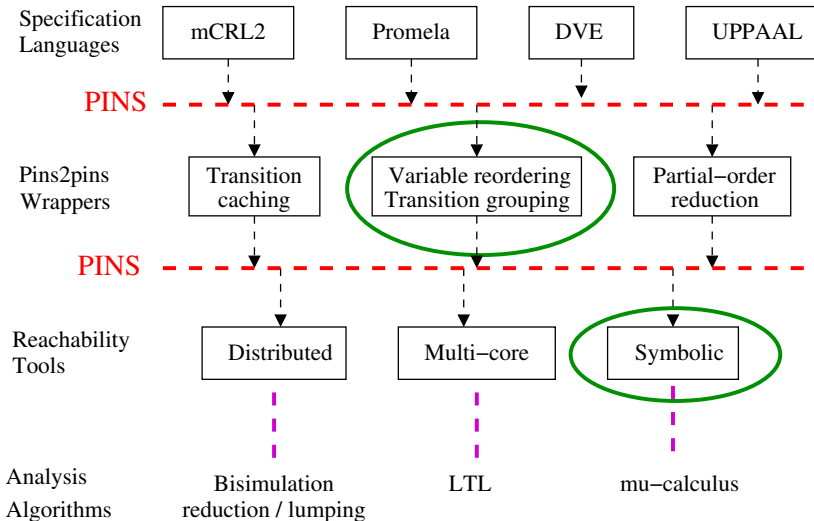 Specification
Languages
mCRL2
Promela
DVE
UPPAAL
PINS
Pins2pins
Wrappers
Transition
caching
Variable reordering
Transition grouping
Partial−order
reduction
PINS
Reachability
Tools
Distributed
Multi−core
Symbolic
Analysis
Algorithms
Bisimulation
reduction / lumping
LTL
mu−calculus